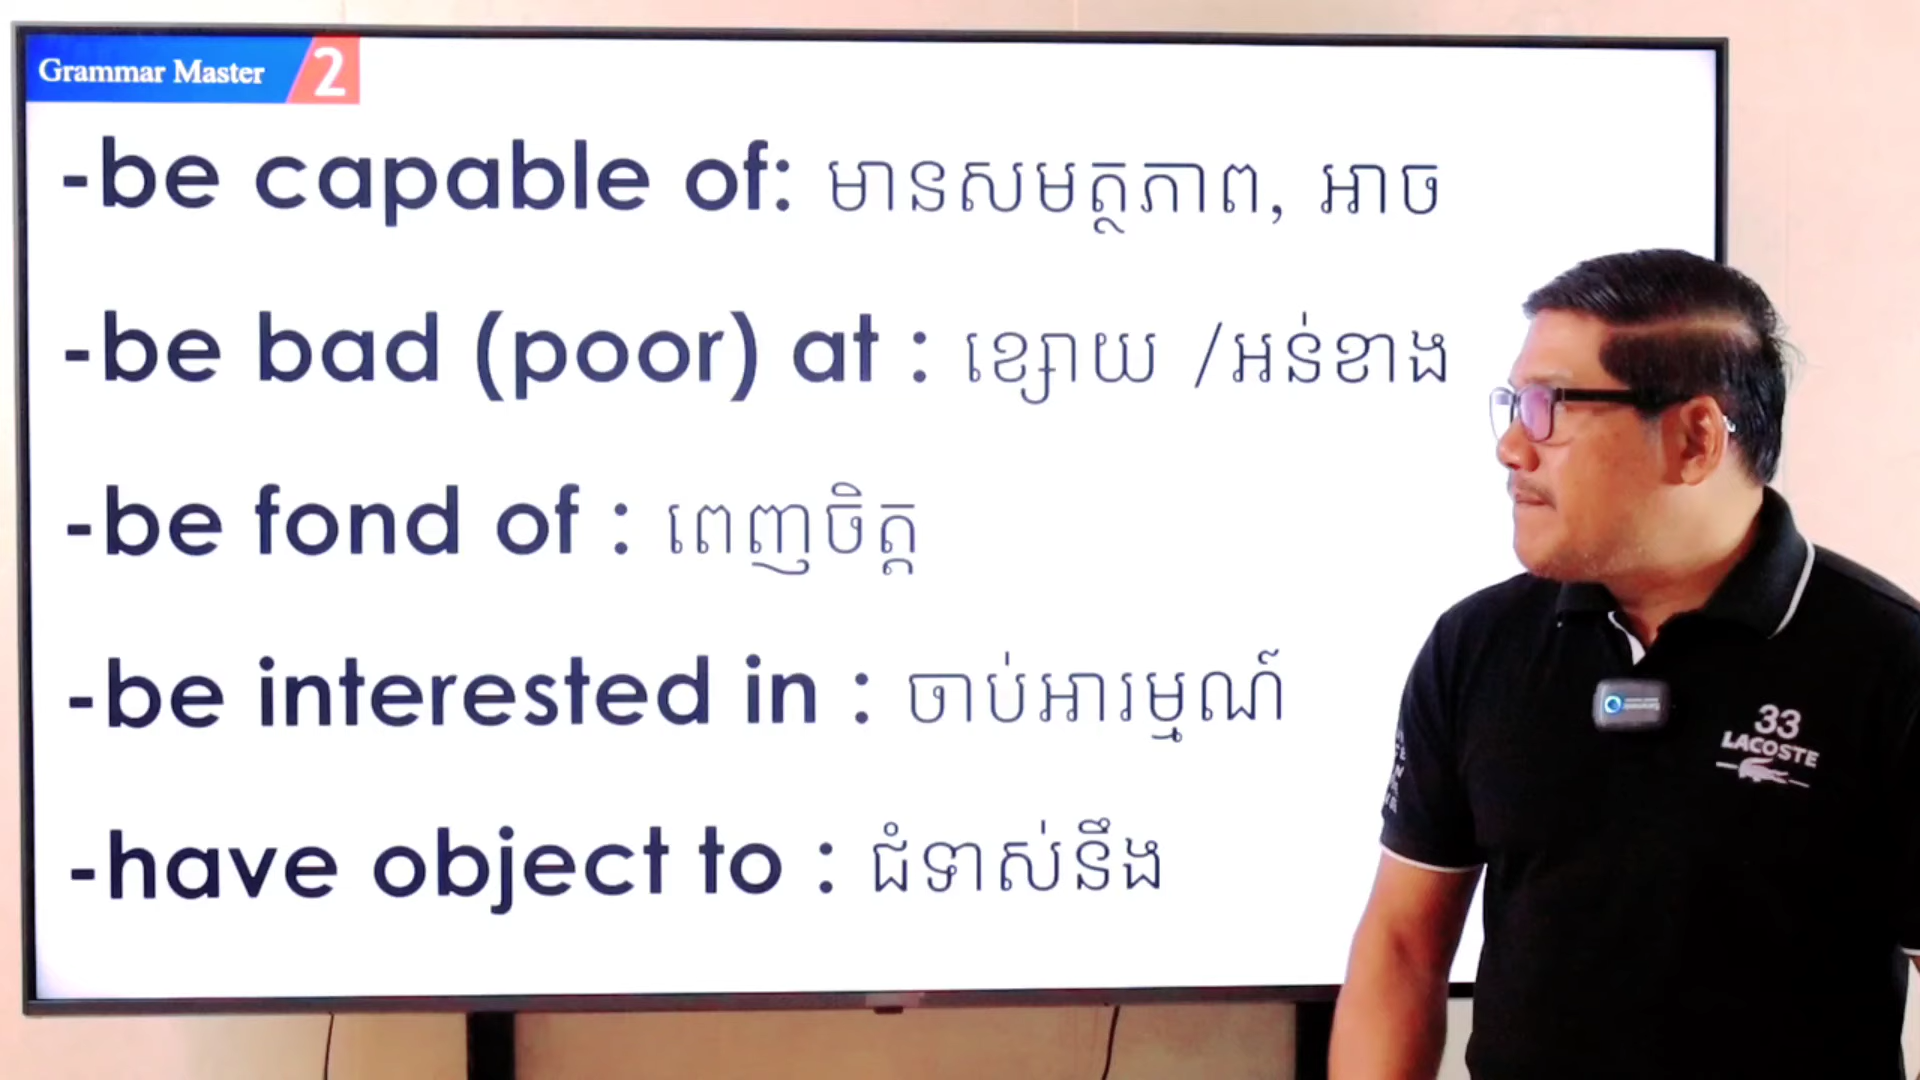 Grammar Master 2
-be capable of: មានសមត្ថភាព, អាច
-be bad (poor) at : ខ្សោយ /អន់ខាង
-be fond of : ពេញចិត្ត
-be interested in : ចាប់អារម្មណ៍
-have object to : ជំទាស់នឹង
33
LACOSTE